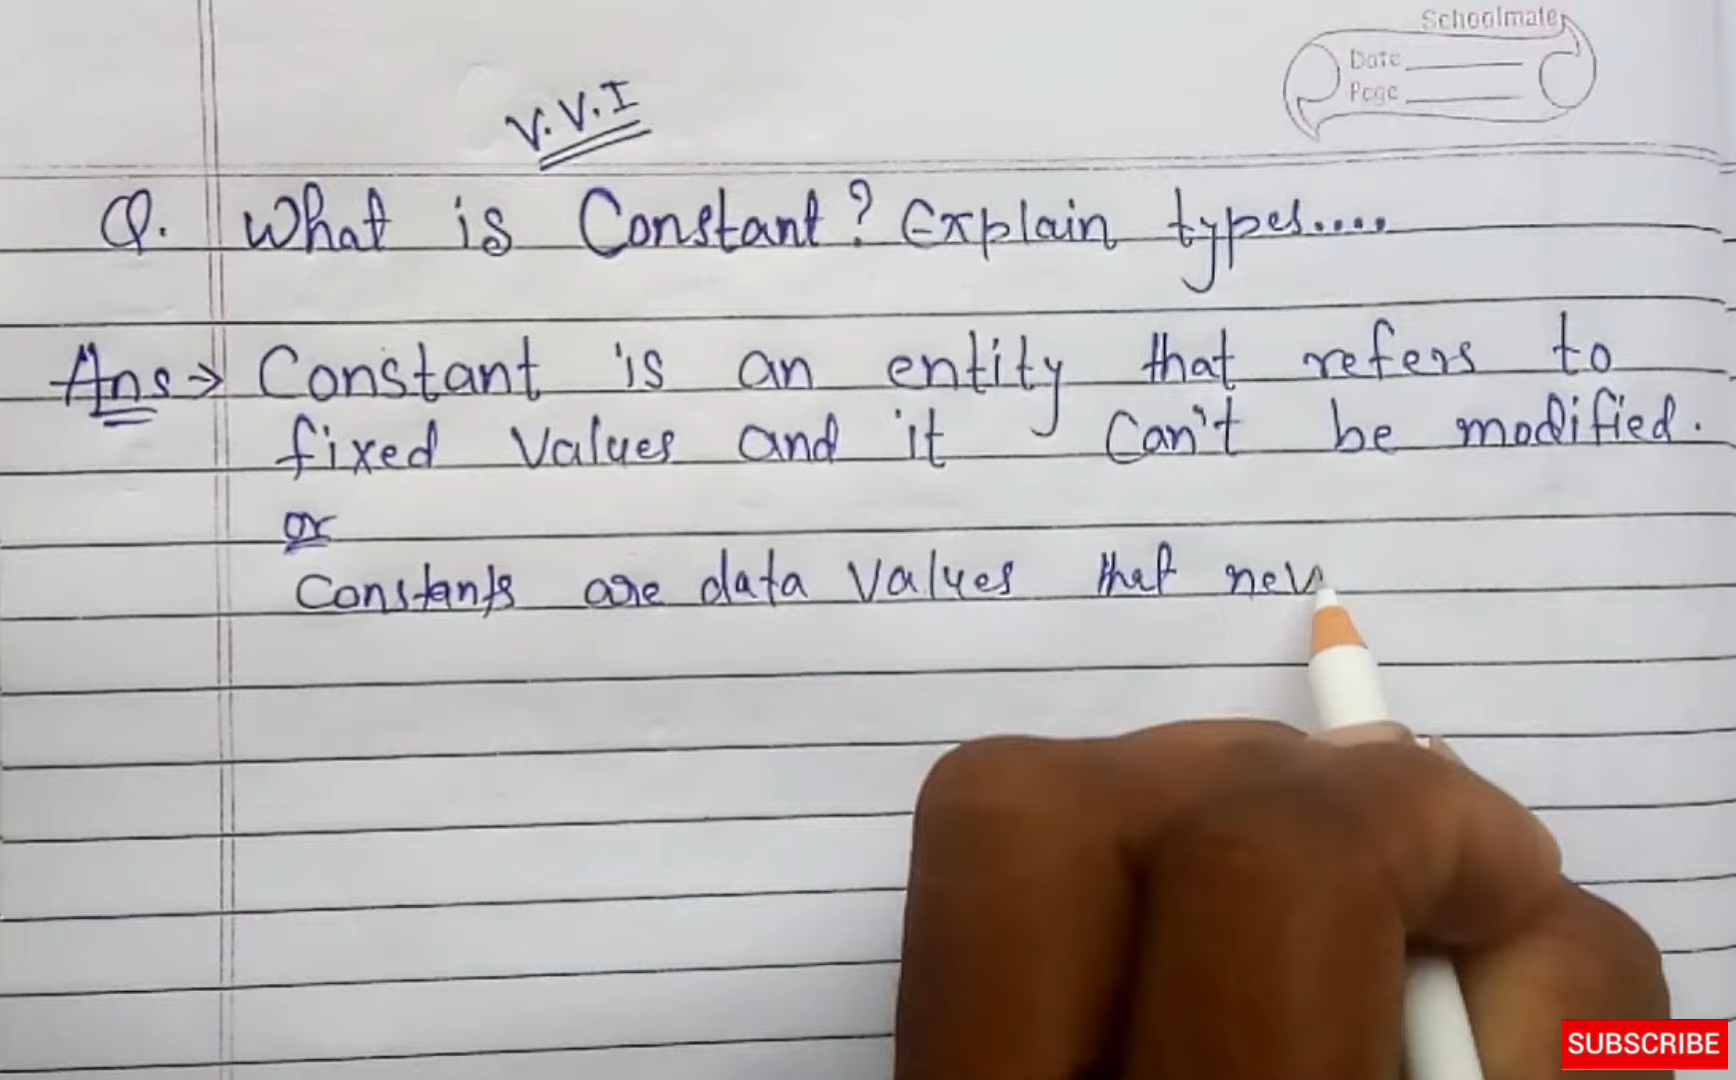 Schoolmate
Date
Page
V.V.I
Q. What is Constant? Explain types....
Ans → Constant is an entity that refers to
fixed values and it can't be modified.
or
Constants are data values that nev
SUBSCRIBE